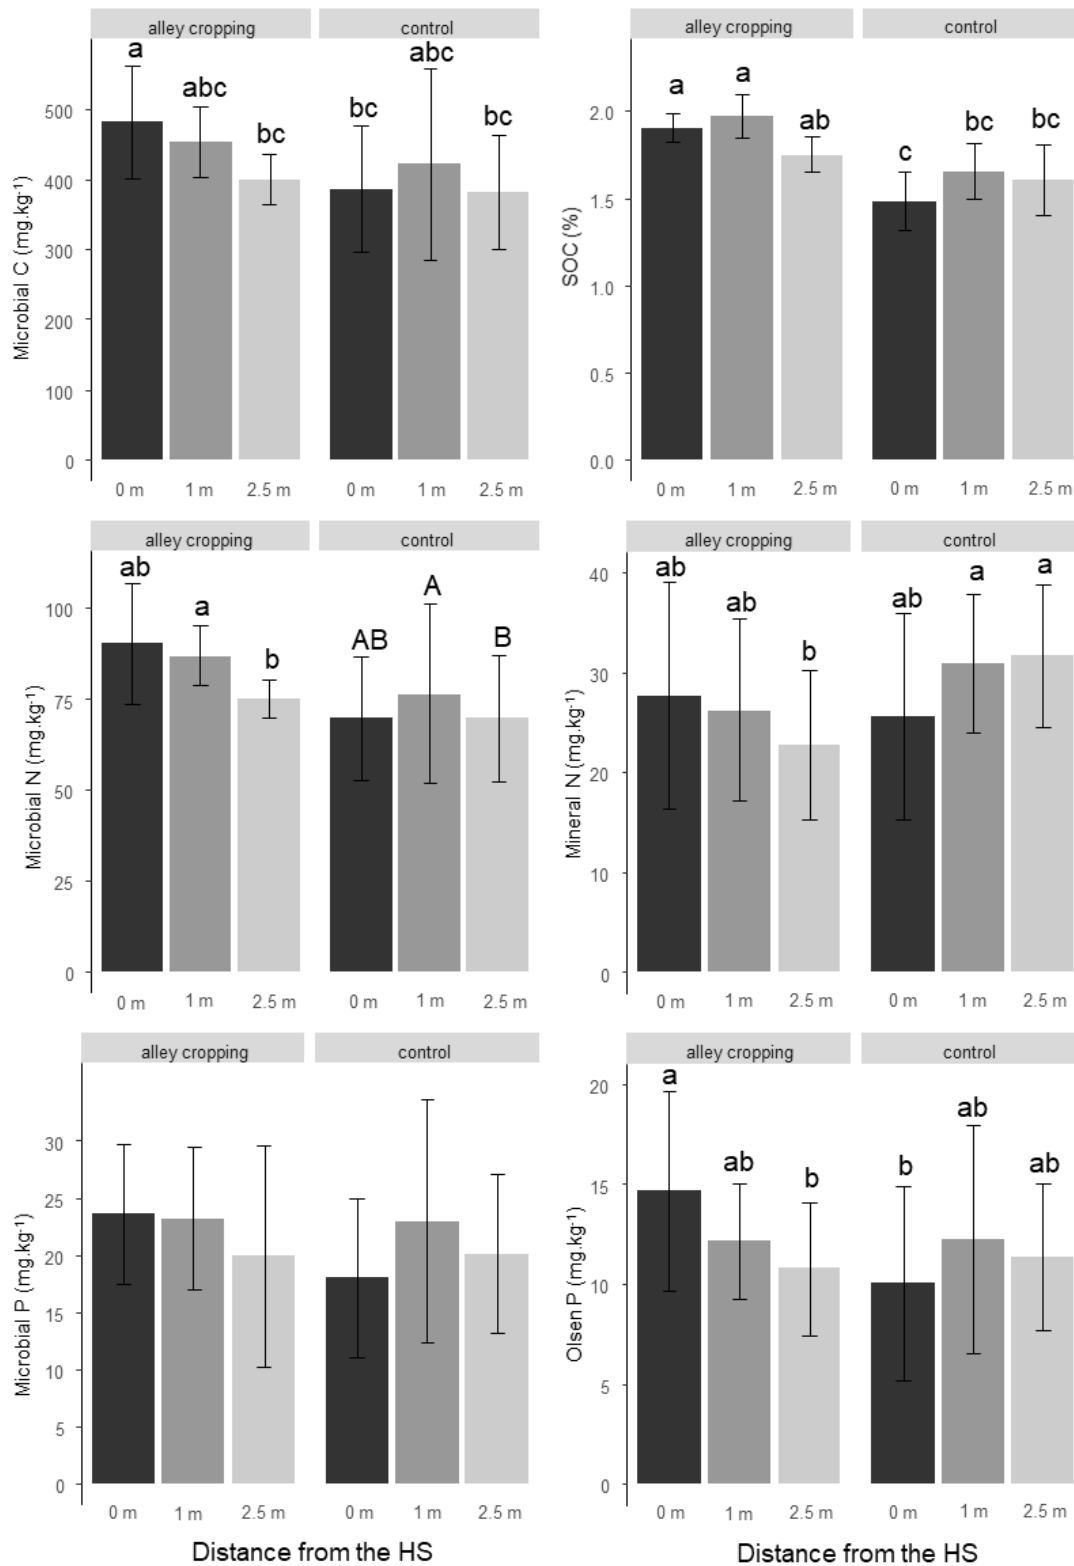 alley cropping control
a abc bc bc abc bc
Microbial C (mg.kg-1)
500
400
300
200
100
0
0 m 1 m 2.5 m 0 m 1 m 2.5 m
alley cropping control
a a ab c bc bc
SOC (%)
2.0
1.5
1.0
0.5
0.0
0 m 1 m 2.5 m 0 m 1 m 2.5 m
alley cropping control
ab a b AB A B
Microbial N (mg.kg-1)
100
75
50
25
0
0 m 1 m 2.5 m 0 m 1 m 2.5 m
alley cropping control
ab ab b ab a a
Mineral N (mg.kg-1)
40
30
20
10
0
0 m 1 m 2.5 m 0 m 1 m 2.5 m
alley cropping control
Microbial P (mg.kg-1)
30
25
20
15
10
5
0
0 m 1 m 2.5 m 0 m 1 m 2.5 m
Distance from the HS
alley cropping control
a ab b b ab ab
Olsen P (mg.kg-1)
20
15
10
5
0
0 m 1 m 2.5 m 0 m 1 m 2.5 m
Distance from the HS